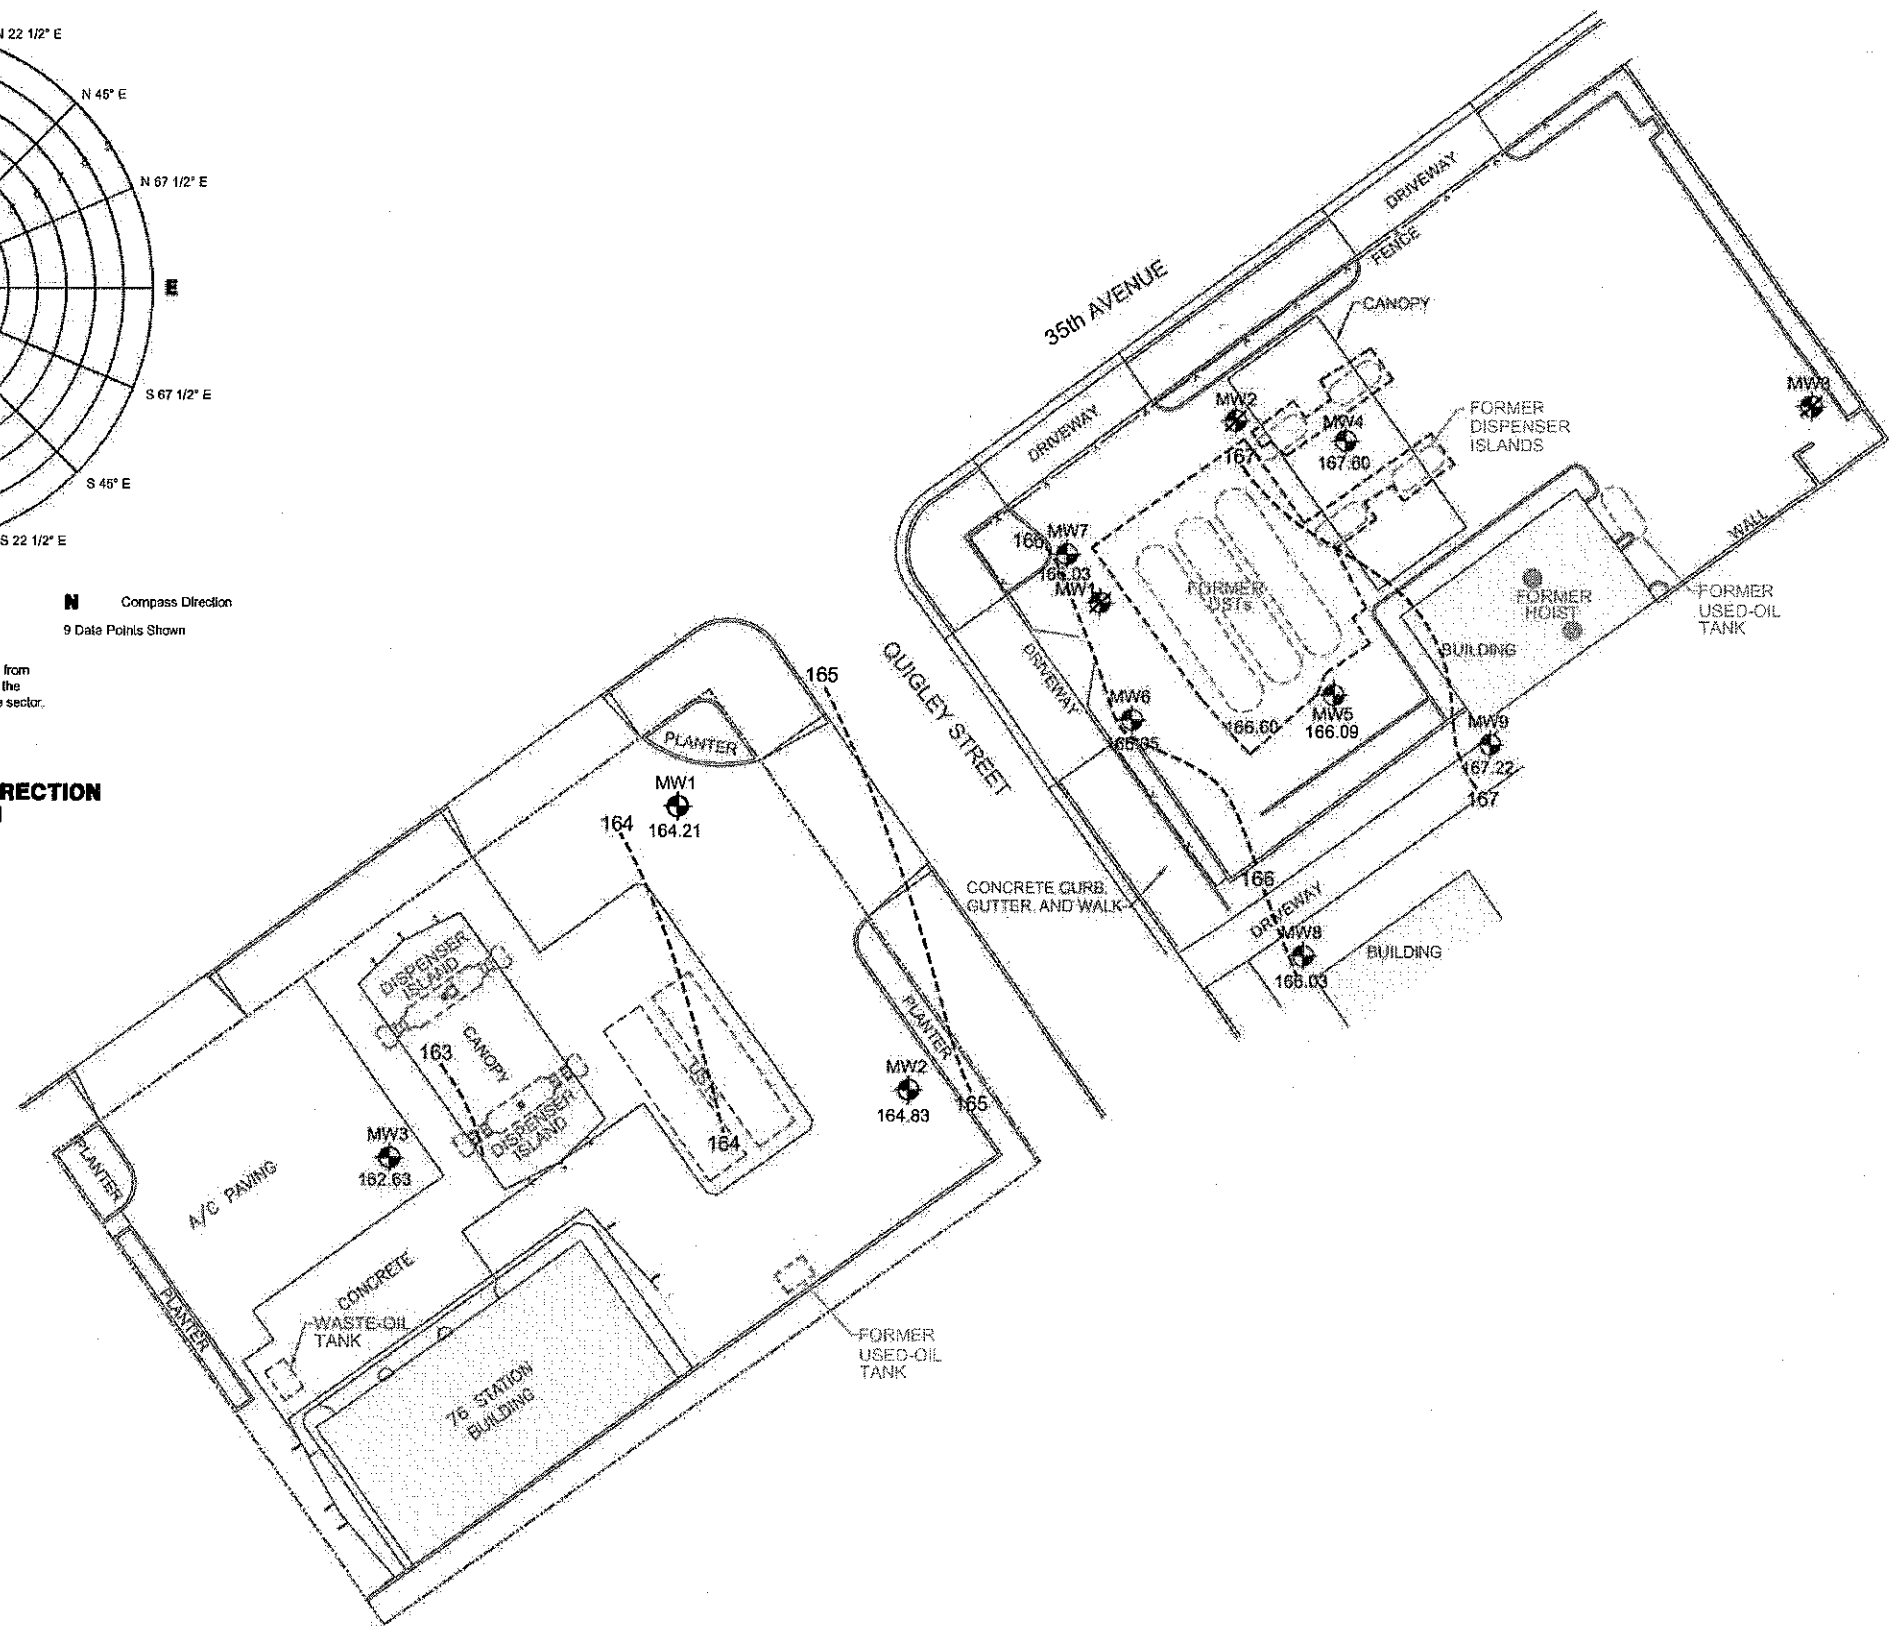 N 22 1/2° E
N 45° E
N 67 1/2° E
E
S 67 1/2° E
S 45° E
S 22 1/2° E
N Compass Direction
9 Data Points Shown
from
the
sector.
RECTION
35th AVENUE
QUIGLEY STREET
DRIVEWAY
FENCE
CANOPY
DRIVEWAY
MW2
MW4
167.60
167
FORMER
DISPENSER
ISLANDS
MW3
WALL
MW7
166
166.03
MW1
FORMER
USTs
FORMER
HOIST
FORMER
USED-OIL
TANK
BUILDING
DRIVEWAY
MW6
166.60
MW5
166.09
MW9
167.22
167
CONCRETE CURB,
GUTTER, AND WALK
166
DRIVEWAY
MW8
166.03
BUILDING
165
PLANTER
MW1
164.21
164
DISPENSER
ISLAND
CANOPY
163
DISPENSER
ISLAND
USTs
164
PLANTER
MW2
164.83
165
MW3
162.63
PLANTER
A/C PAVING
PLANTER
CONCRETE
WASTE-OIL
TANK
76 STATION
BUILDING
FORMER
USED-OIL
TANK